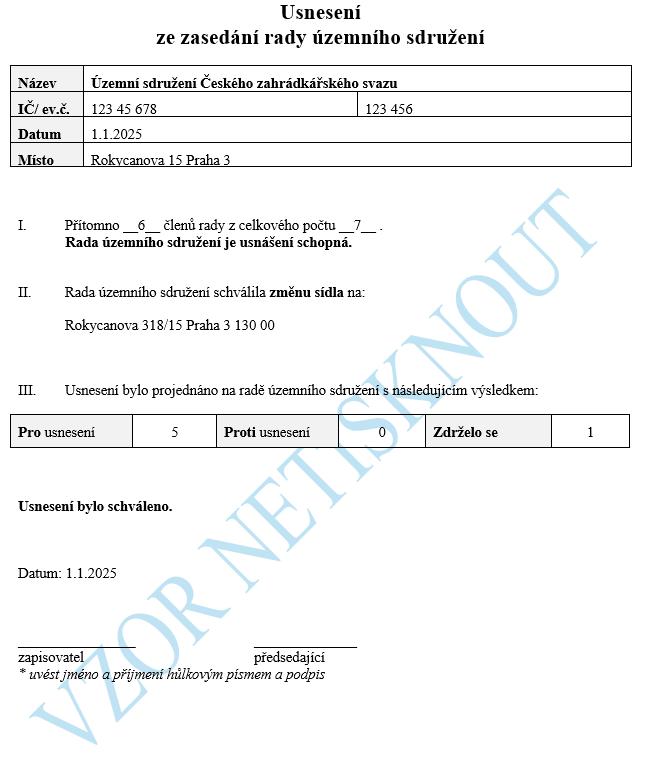 Usnesení
ze zasedání rady územního sdružení
Název Územní sdružení Českého zahrádkářského svazu
IČ/ ev.č. 123 45 678 123 456
Datum 1.1.2025
Místo Rokycanova 15 Praha 3
I. Přítomno __6__ členů rady z celkového počtu __7__ .
Rada územního sdružení je usnášení schopná.
II. Rada územního sdružení schválila změnu sídla na:
Rokycanova 318/15 Praha 3 130 00
III. Usnesení bylo projednáno na radě územního sdružení s následujícím výsledkem:
Pro usnesení 5 Proti usnesení 0 Zdrželo se 1
Usnesení bylo schváleno.
Datum: 1.1.2025
zapisovatel předsedající
* uvést jméno a příjmení hůlkovým písmem a podpis
VZOR NETISKNOUT